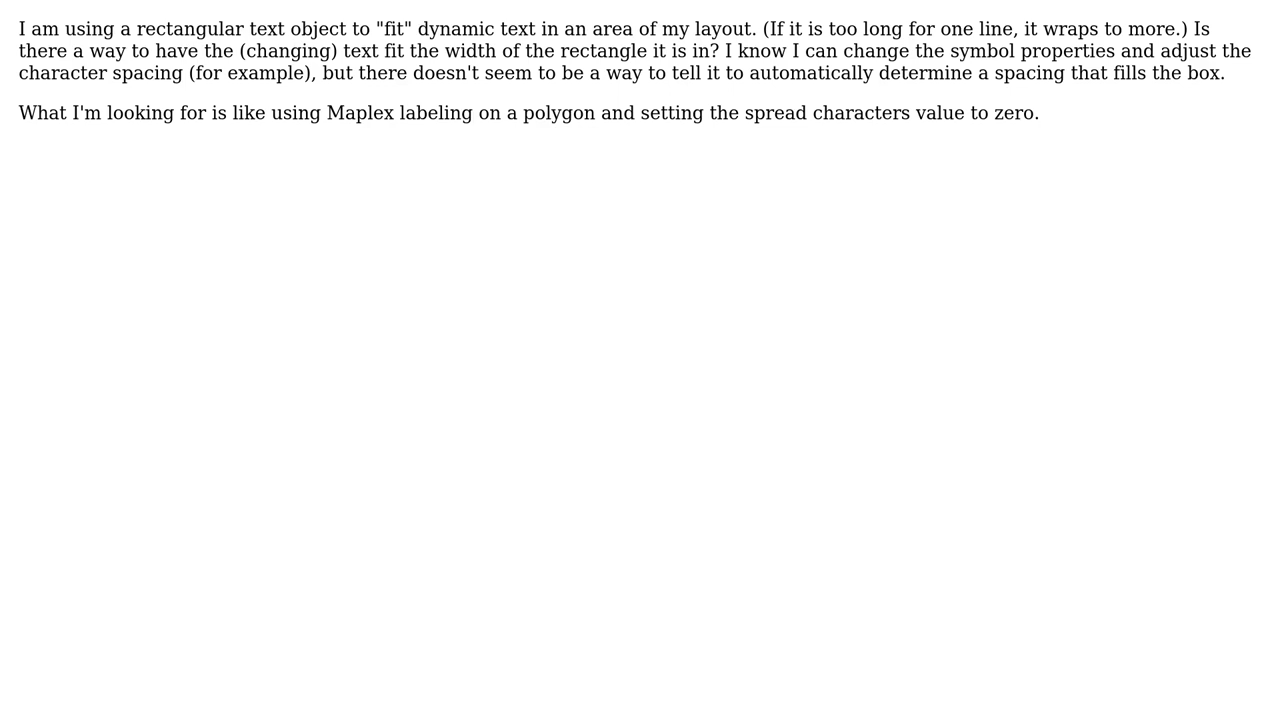 I am using a rectangular text object to "fit" dynamic text in an area of my layout. (If it is too long for one line, it wraps to more.) Is
there a way to have the (changing) text fit the width of the rectangle it is in? I know I can change the symbol properties and adjust the
character spacing (for example), but there doesn't seem to be a way to tell it to automatically determine a spacing that fills the box.
What I'm looking for is like using Maplex labeling on a polygon and setting the spread characters value to zero.